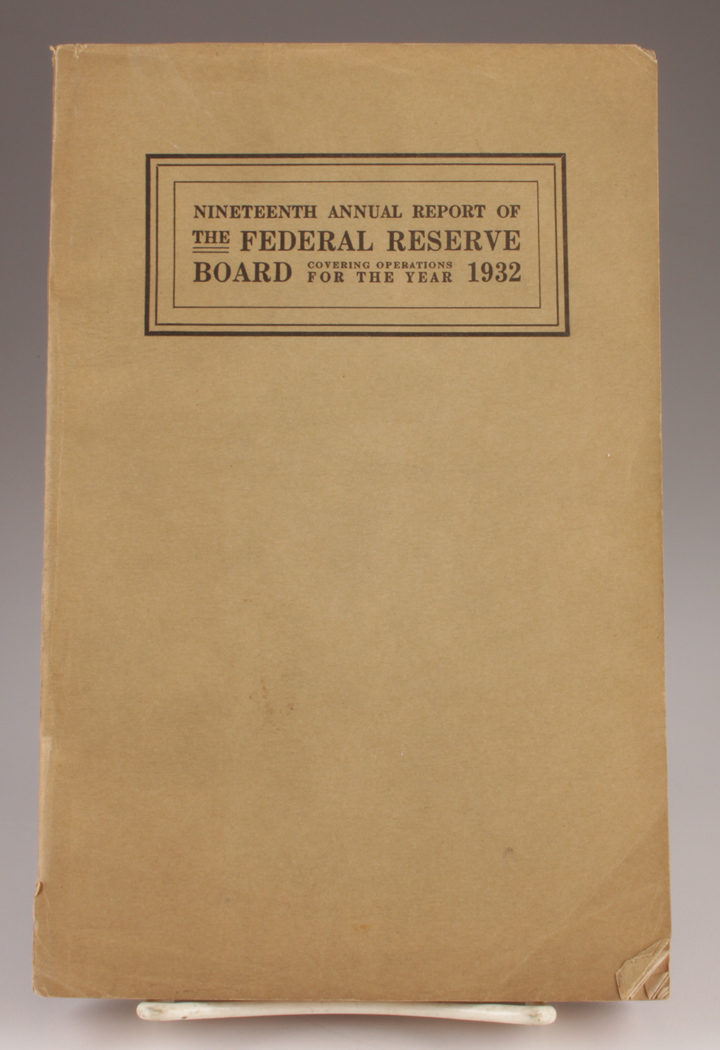 NINETEENTH ANNUAL REPORT OF
THE FEDERAL RESERVE
BOARD COVERING OPERATIONS FOR THE YEAR 1932